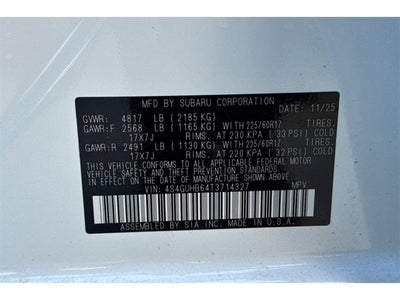 MFD. BY SUBARU CORPORATION 11/25
GVWR: 4817 LB (2185 KG)
GAWR:F 2568 LB (1165 KG) WITH 225/60R17 TIRES,
17X7J RIMS, AT 230 KPA (33 PSI) COLD
GAWR:R 2491 LB (1130 KG) WITH 225/60R17 TIRES,
17X7J RIMS, AT 220 KPA (32 PSI) COLD
THIS VEHICLE CONFORMS TO ALL APPLICABLE FEDERAL MOTOR
VEHICLE SAFETY AND THEFT PREVENTION STANDARDS IN EFFECT
ON THE DATE OF MANUFACTURE SHOWN ABOVE.
VIN: 4S4GUHB64T3714327 MPV
ASSEMBLED BY SIA INC. IN U.S.A.